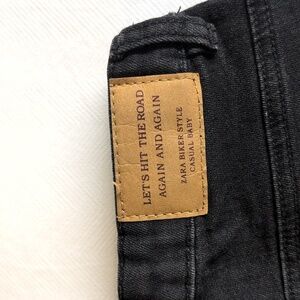 LET'S HIT THE ROAD
AGAIN AND AGAIN
ZARA BIKER STYLE
CASUAL BABY